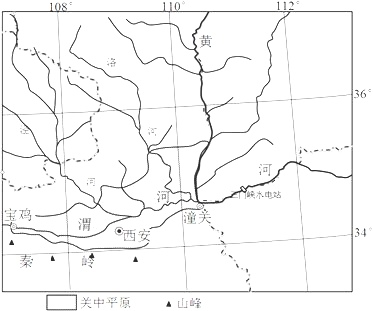 108° 110° 112°
黄
洛
36°
泾 河
河 河
宝鸡 渭 河 潼关 三门峡水电站
西安
34°
秦 岭
关中平原 ▲ 山峰